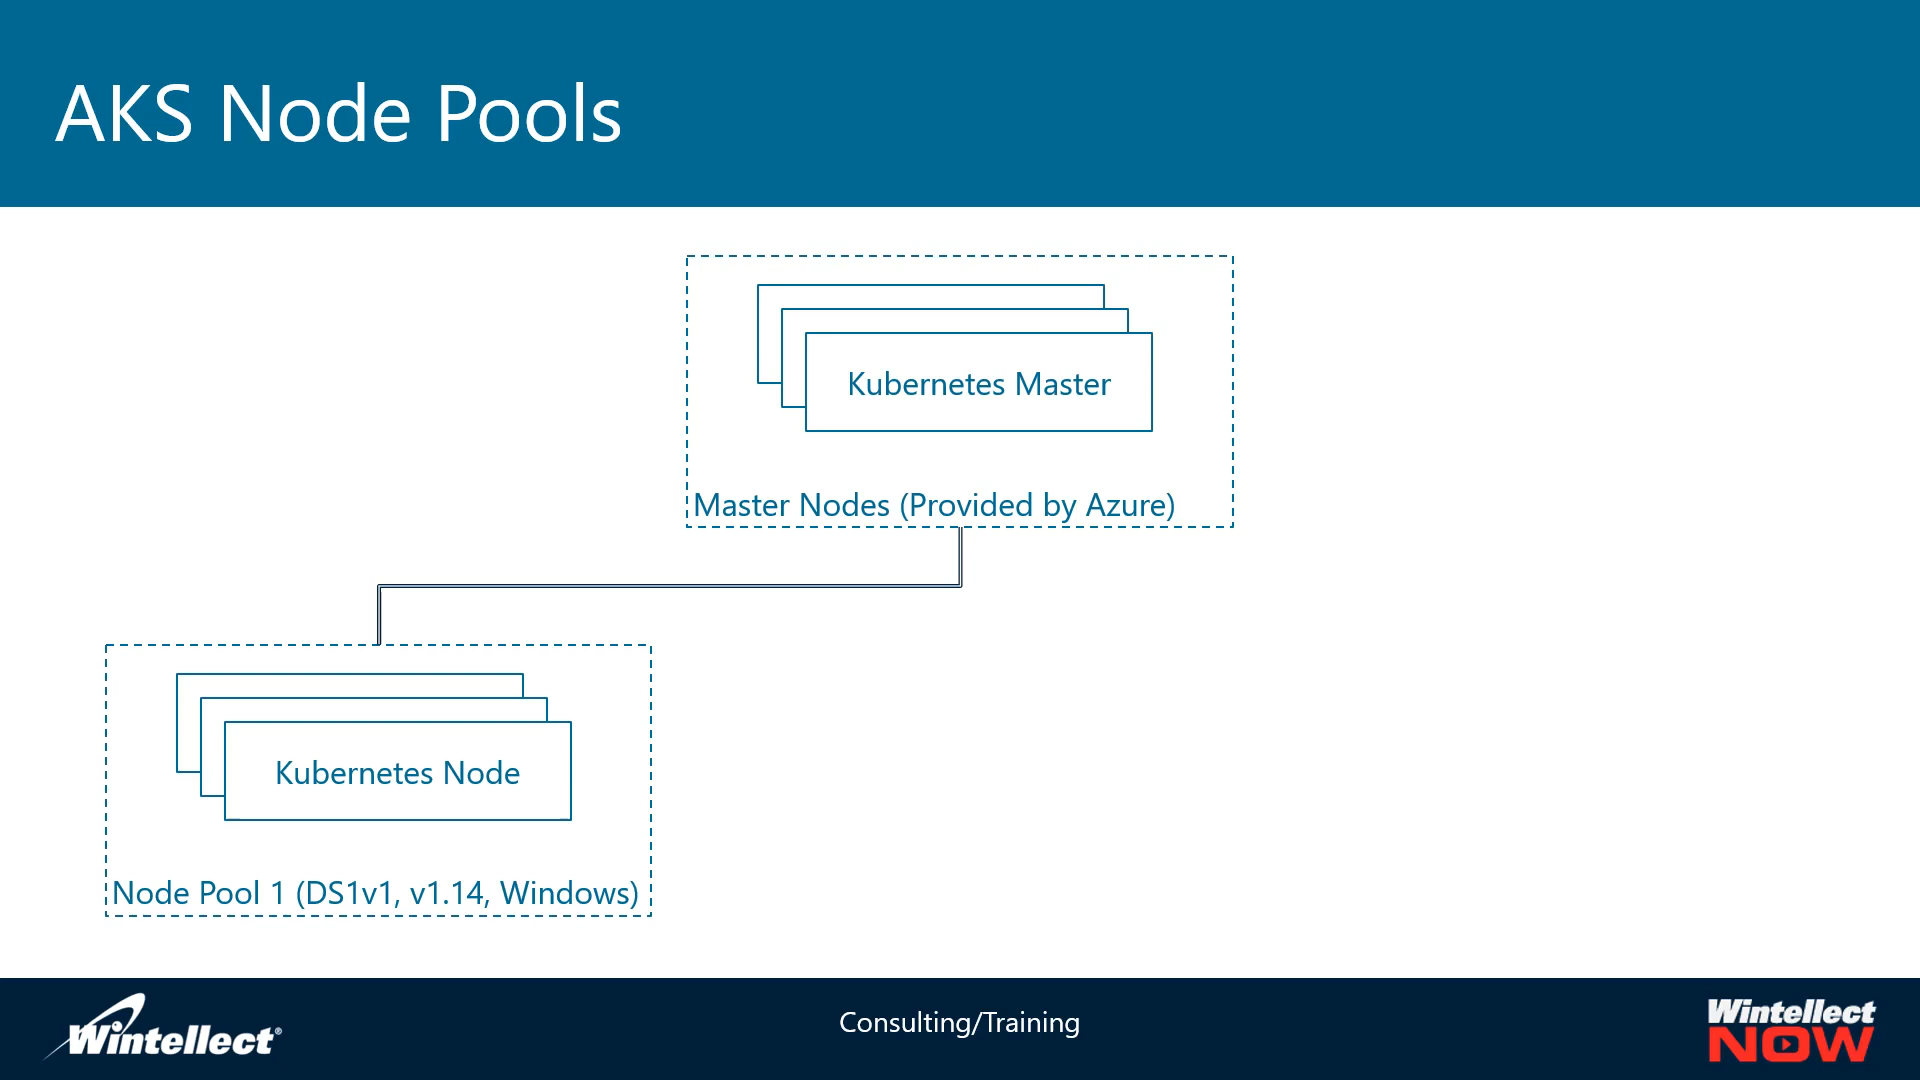 AKS Node Pools
Kubernetes Master
Master Nodes (Provided by Azure)
Kubernetes Node
Node Pool 1 (DS1v1, v1.14, Windows)
Wintellect®
Consulting/Training
Wintellect
NOW